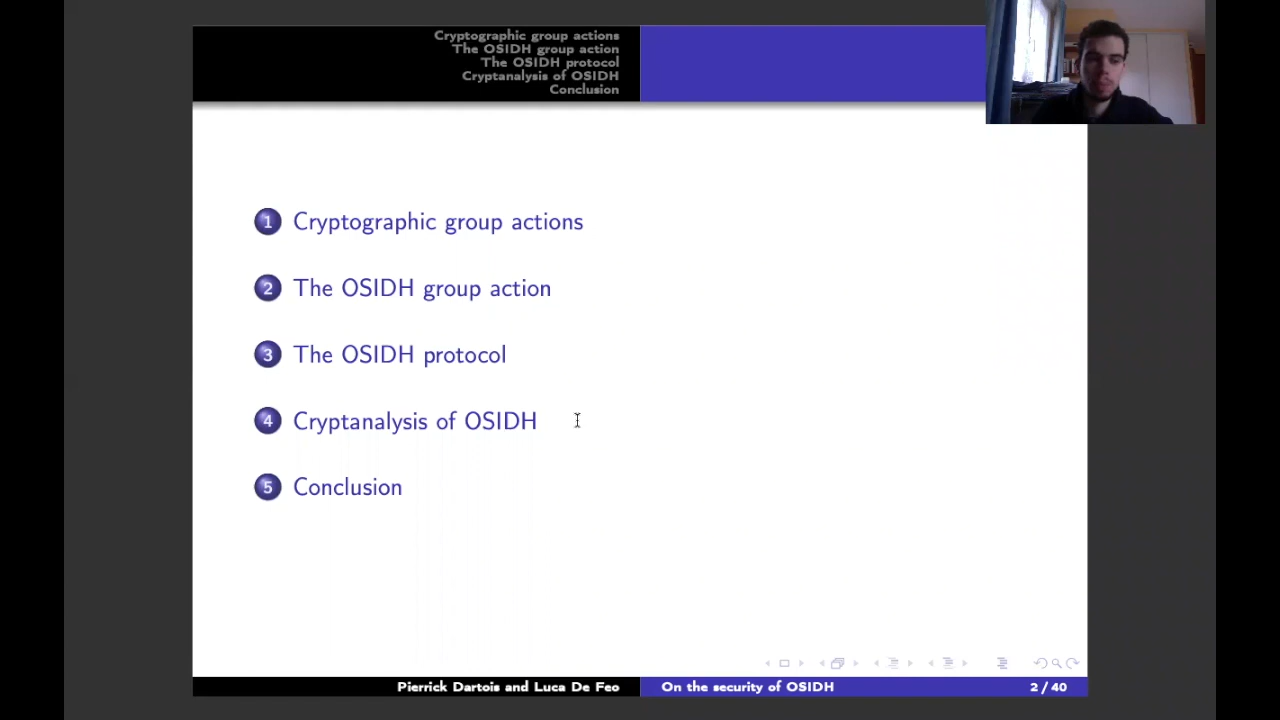 Cryptographic group actions
The OSIDH group action
The OSIDH protocol
Cryptanalysis of OSIDH
Conclusion
1 Cryptographic group actions
2 The OSIDH group action
3 The OSIDH protocol
4 Cryptanalysis of OSIDH
5 Conclusion
Pierrick Dartois and Luca De Feo On the security of OSIDH 2 / 40